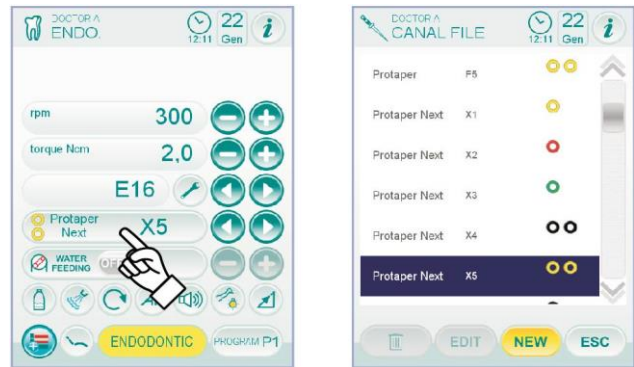 DOCTOR A
ENDO.
12:11
22
Gen
i
rpm
300
torque Ncm
2,0
E16
Protaper
Next
X5
WATER
FEEDING
OFF
ENDODONTIC
PROGRAM P1
DOCTOR A
CANAL FILE
12:11
22
Gen
i
Protaper F5
Protaper Next X1
Protaper Next X2
Protaper Next X3
Protaper Next X4
Protaper Next X5
EDIT
NEW
ESC